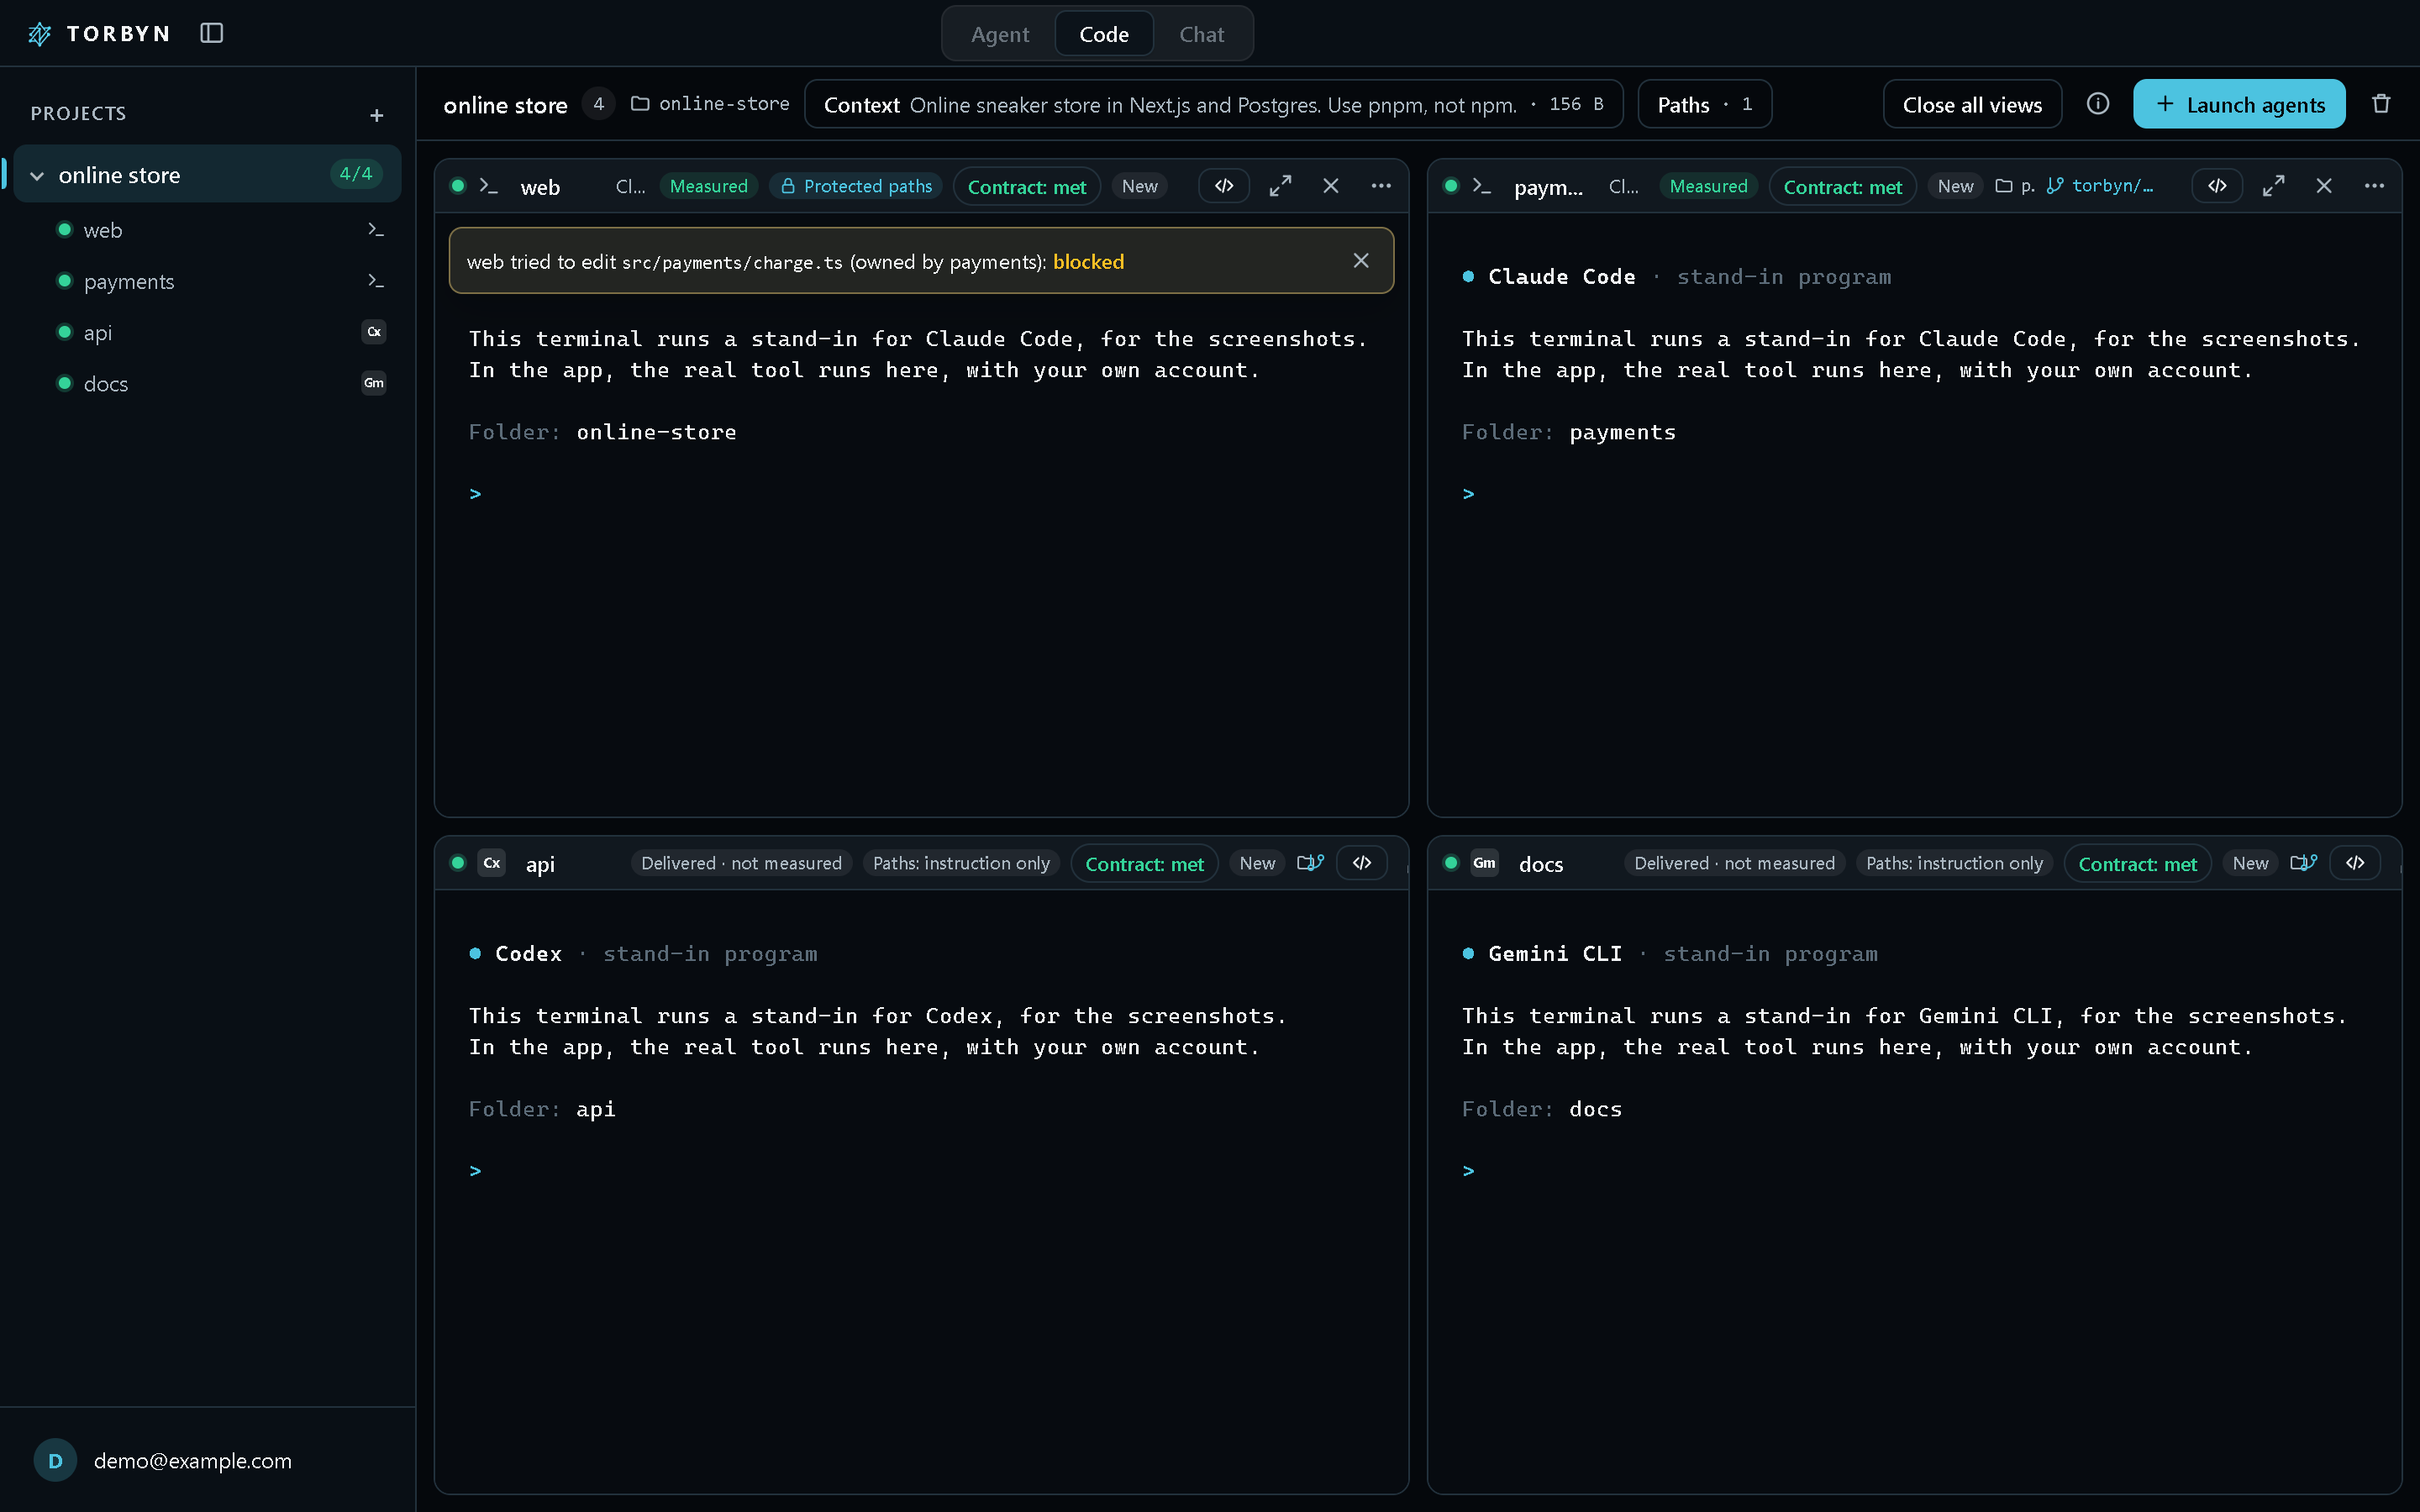 TORBYN
Agent Code Chat
PROJECTS +
online store 4/4
web
payments
api Cx
docs Gm
demo@example.com
D
online store 4 online-store Context Online sneaker store in Next.js and Postgres. Use pnpm, not npm. · 156 B Paths · 1 Close all views + Launch agents
web Cl... Measured Protected paths Contract: met New
web tried to edit src/payments/charge.ts (owned by payments): blocked
This terminal runs a stand-in for Claude Code, for the screenshots.
In the app, the real tool runs here, with your own account.
Folder: online-store
>
paym... Cl... Measured Contract: met New p. torbyn/...
Claude Code · stand-in program
This terminal runs a stand-in for Claude Code, for the screenshots.
In the app, the real tool runs here, with your own account.
Folder: payments
>
Cx api Delivered · not measured Paths: instruction only Contract: met New
Codex · stand-in program
This terminal runs a stand-in for Codex, for the screenshots.
In the app, the real tool runs here, with your own account.
Folder: api
>
Gm docs Delivered · not measured Paths: instruction only Contract: met New
Gemini CLI · stand-in program
This terminal runs a stand-in for Gemini CLI, for the screenshots.
In the app, the real tool runs here, with your own account.
Folder: docs
>